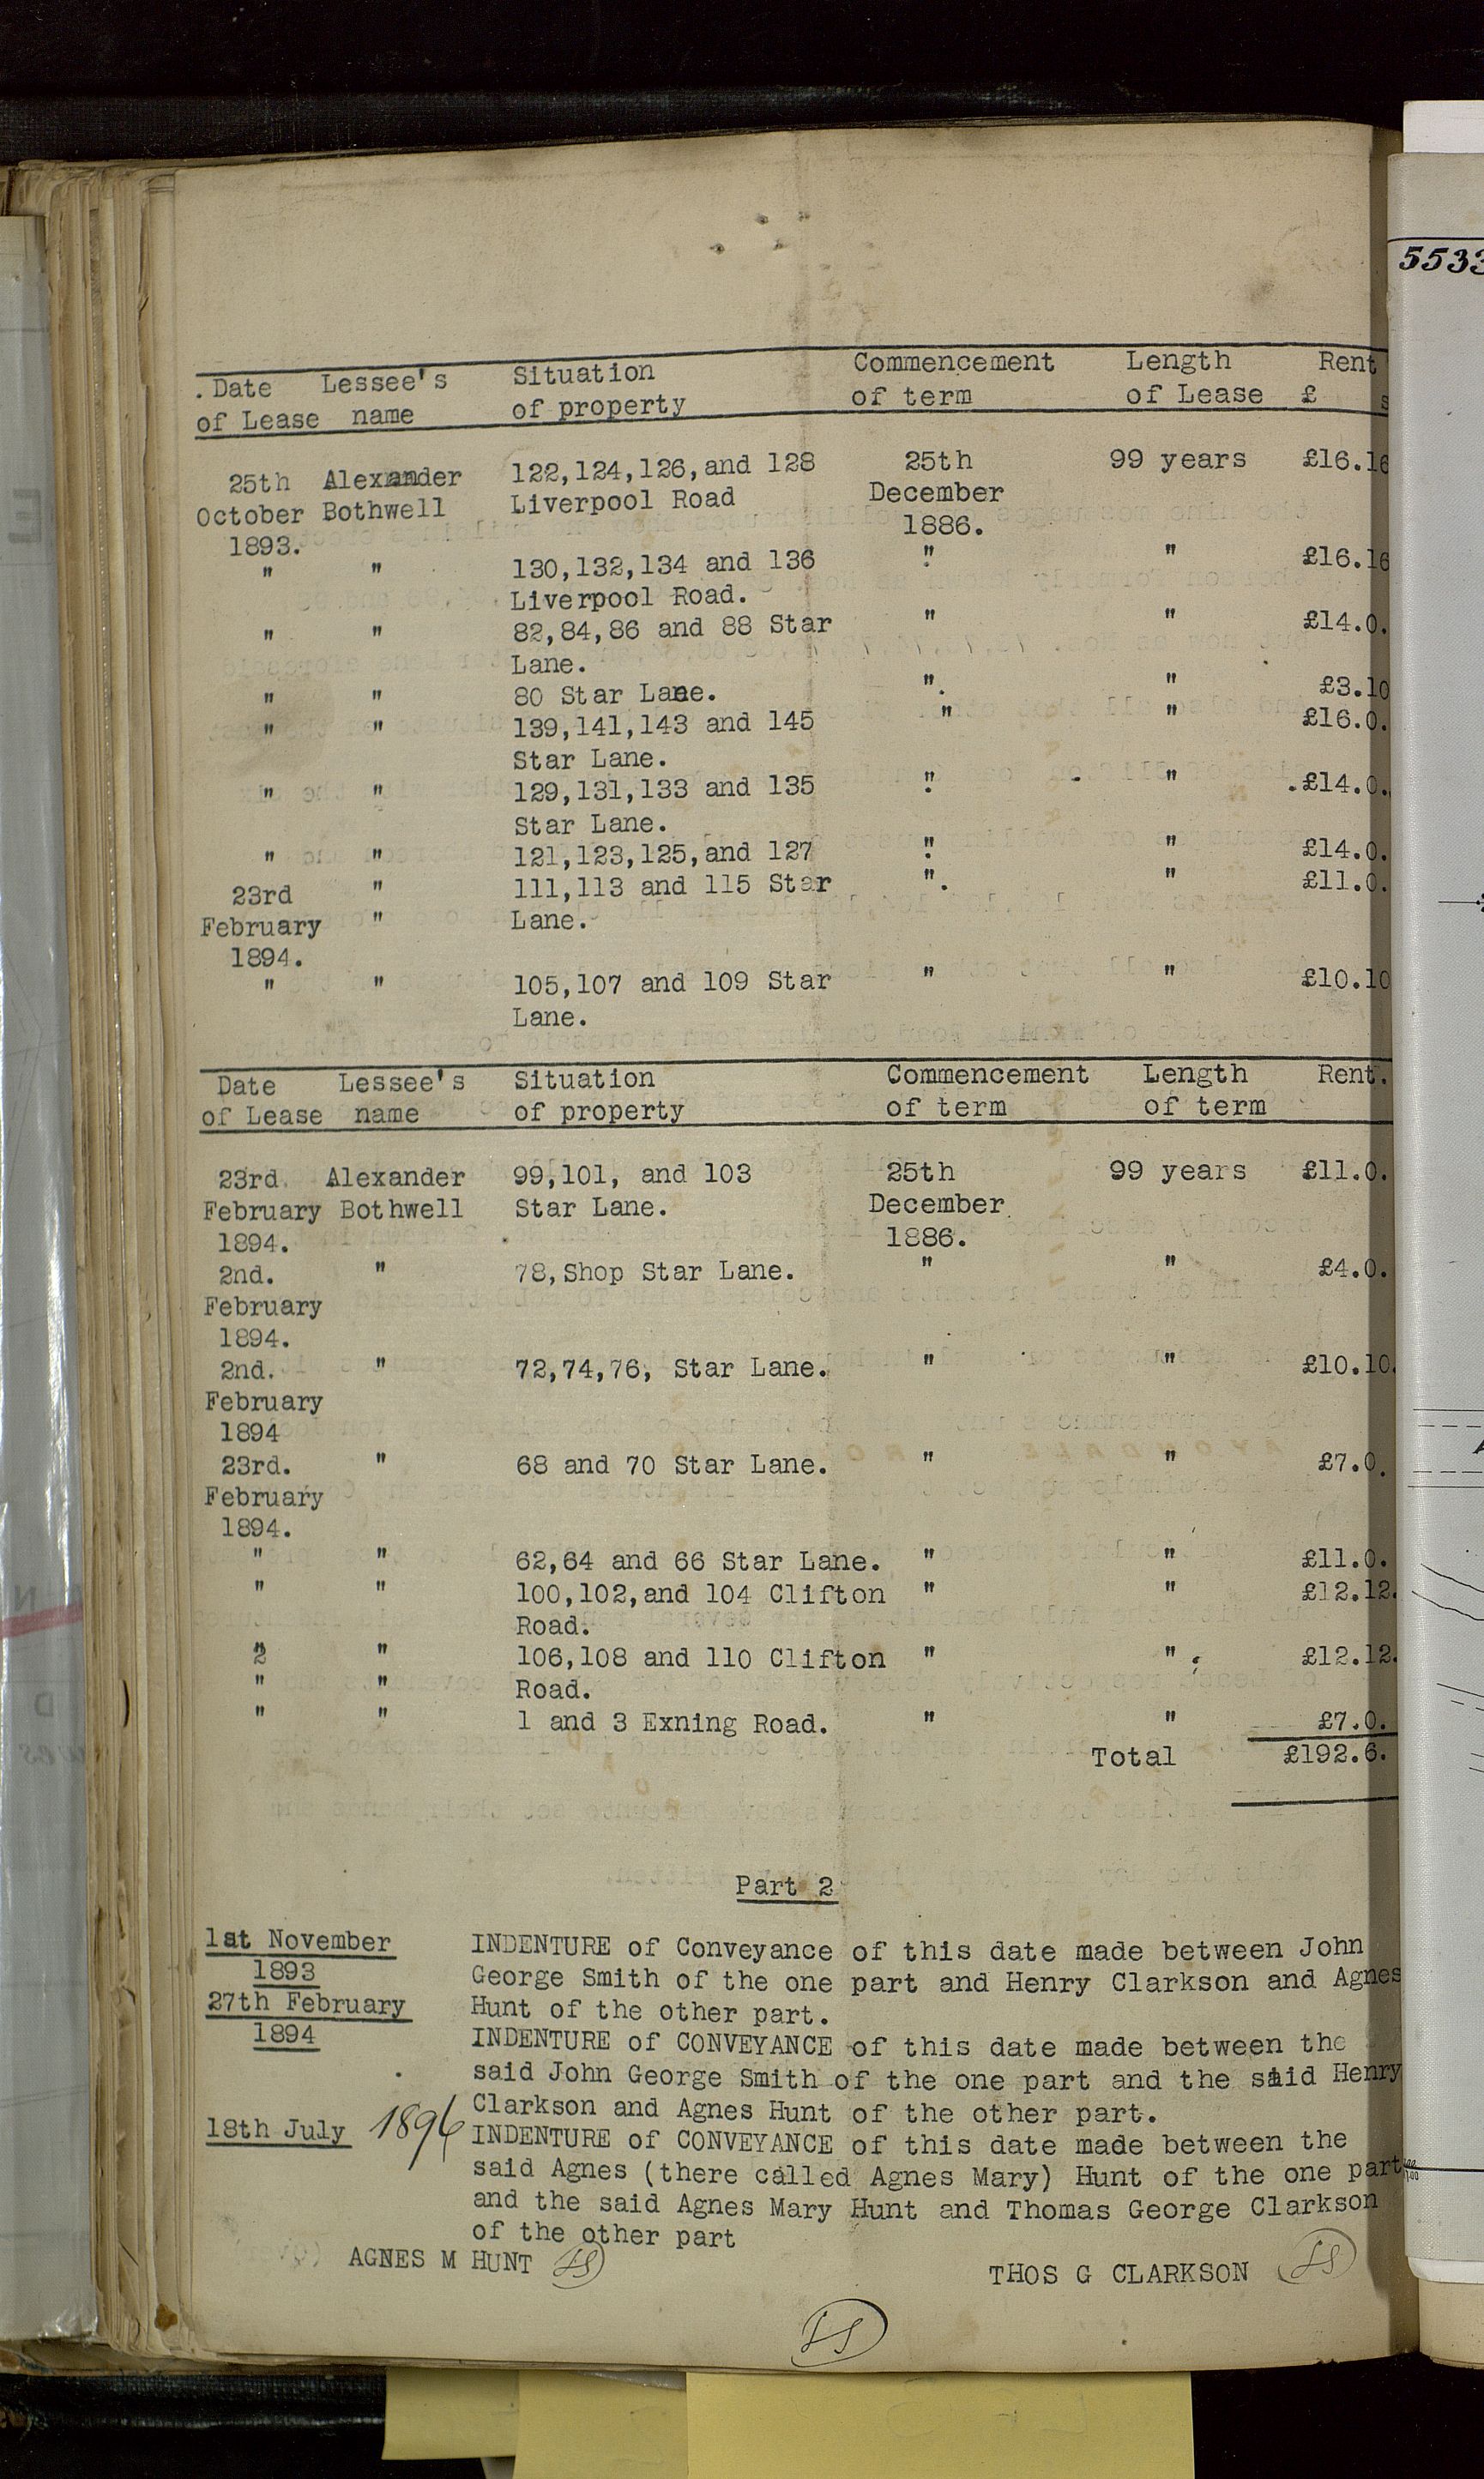 5533
.Date Lessee's Situation Commencement Length Rent
of Lease name of property of term of Lease £ s
25th Alexander 122,124,126,and 128 25th 99 years £16.16
October Bothwell Liverpool Road December
1893. 1886.
" " 130,132,134 and 136 " " £16.16
Liverpool Road.
" " 82,84,86 and 88 Star " " £14.0.
Lane.
" " 80 Star Lane. ". " £3.10
" " 139,141,143 and 145 " " £16.0.
Star Lane.
" " 129,131,133 and 135 " " .£14.0.
Star Lane.
" " 121,123,125,and 127 " " £14.0.
23rd " 111,113 and 115 Star ". " £11.0.
February " Lane.
1894.
" " 105,107 and 109 Star " " £10.10
Lane.
Date Lessee's Situation Commencement Length Rent.
of Lease name of property of term of term
23rd Alexander 99,101, and 103 25th 99 years £11.0.
February Bothwell Star Lane. December
1894. 1886.
2nd. " 78,Shop Star Lane. " " £4.0.
February
1894.
2nd. " 72,74,76, Star Lane. " " £10.10.
February
1894
23rd. " 68 and 70 Star Lane. " " £7.0.
February
1894.
" " 62,64 and 66 Star Lane. " " £11.0.
" " 100,102,and 104 Clifton " " £12.12.
Road.
" " 106,108 and 110 Clifton " " £12.12.
" " Road.
" " 1 and 3 Exning Road. " " £7.0.
Total £192.6.
Part 2
1st November INDENTURE of Conveyance of this date made between John
1893 George Smith of the one part and Henry Clarkson and Agnes
27th February Hunt of the other part.
1894 INDENTURE of CONVEYANCE of this date made between the
said John George Smith of the one part and the said Henry
Clarkson and Agnes Hunt of the other part.
18th July 1896 INDENTURE of CONVEYANCE of this date made between the
said Agnes (there called Agnes Mary) Hunt of the one part
and the said Agnes Mary Hunt and Thomas George Clarkson
of the other part
AGNES M HUNT LS
THOS G CLARKSON LS
LS